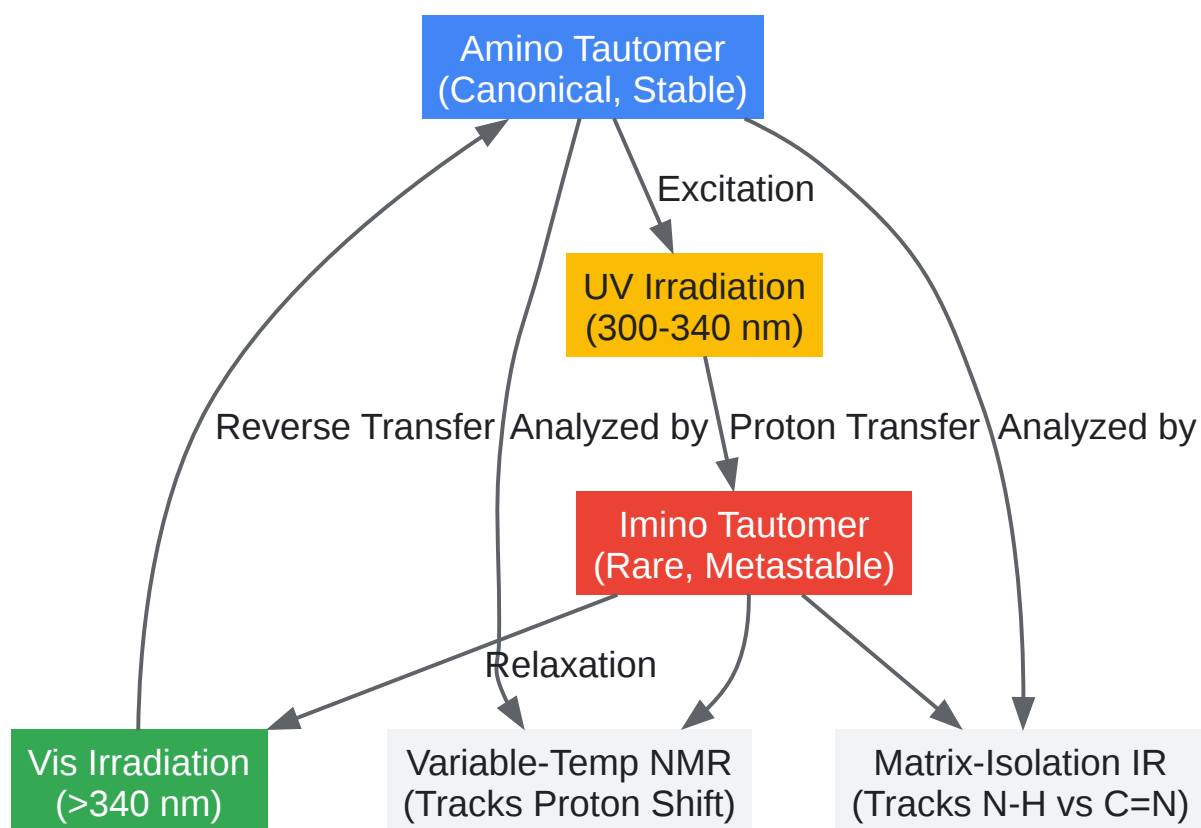 Amino Tautomer
(Canonical, Stable)
Excitation
UV Irradiation
(300-340 nm)
Reverse Transfer
Analyzed by
Proton Transfer
Analyzed by
Imino Tautomer
(Rare, Metastable)
Relaxation
Vis Irradiation
(>340 nm)
Variable-Temp NMR
(Tracks Proton Shift)
Matrix-Isolation IR
(Tracks N-H vs C=N)